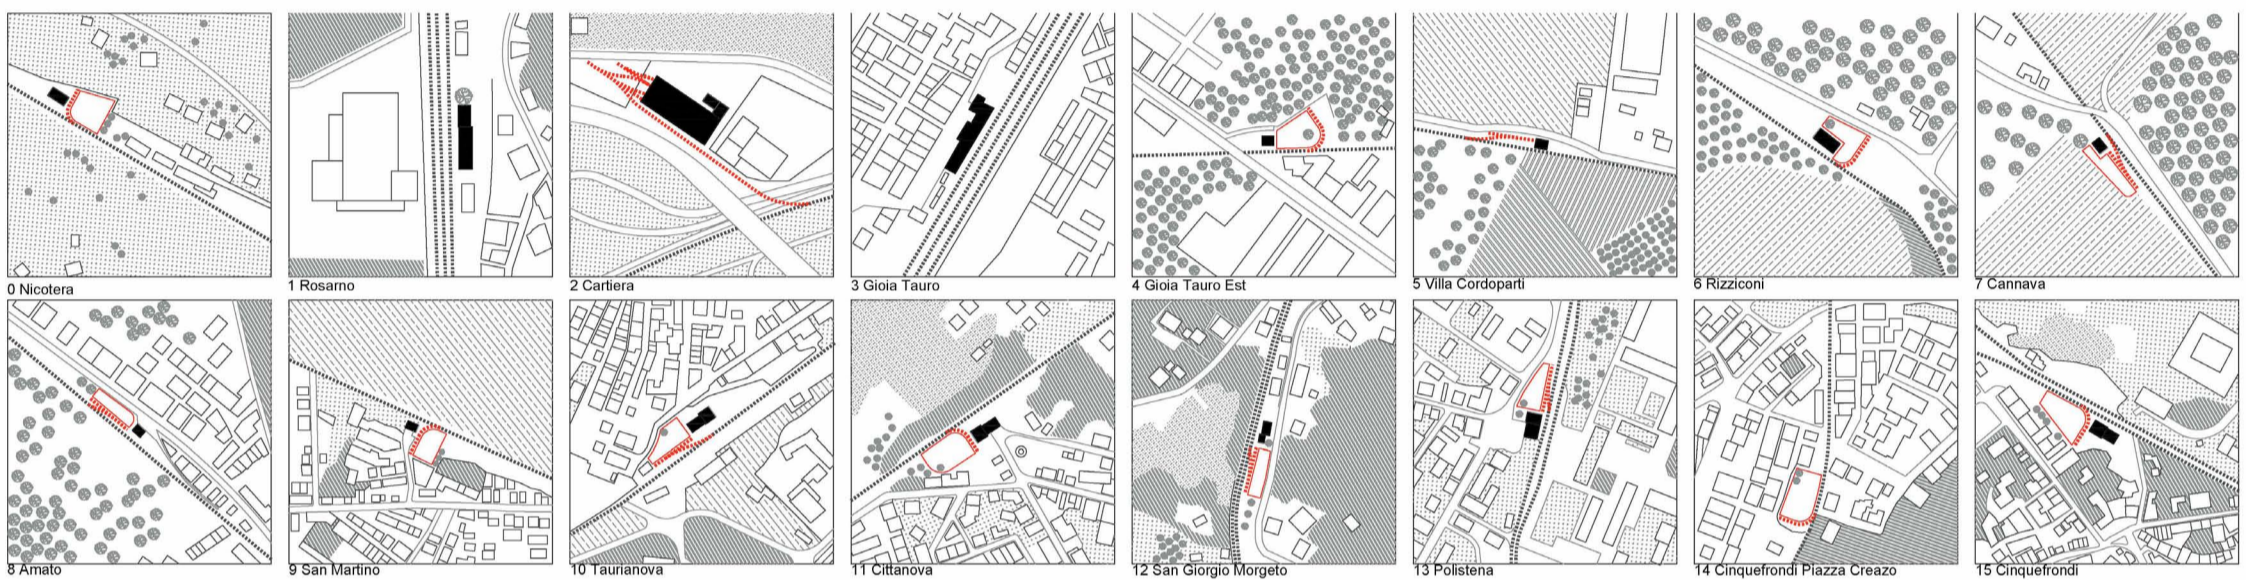 0 Nicotera
1 Rosarno
2 Cartiera
3 Gioia Tauro
4 Gioia Tauro Est
5 Villa Cordoparti
6 Rizziconi
7 Cannava
8 Amato
9 San Martino
10 Taurianova
11 Cittanova
12 San Giorgio Morgeto
13 Polistena
14 Cinquefrondi Piazza Creazo
15 Cinquefrondi